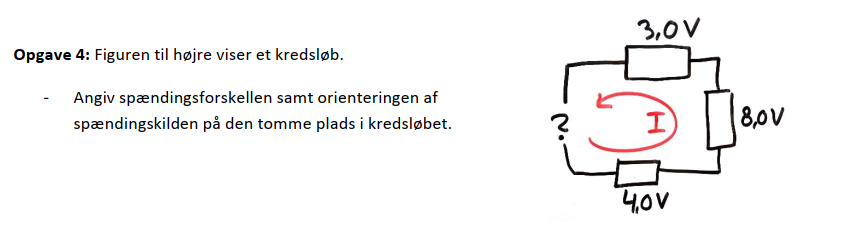 3,0V
Opgave 4: Figuren til højre viser et kredsløb.
- Angiv spændingsforskellen samt orienteringen af
spændingskilden på den tomme plads i kredsløbet.
?
I
8,0V
4,0V